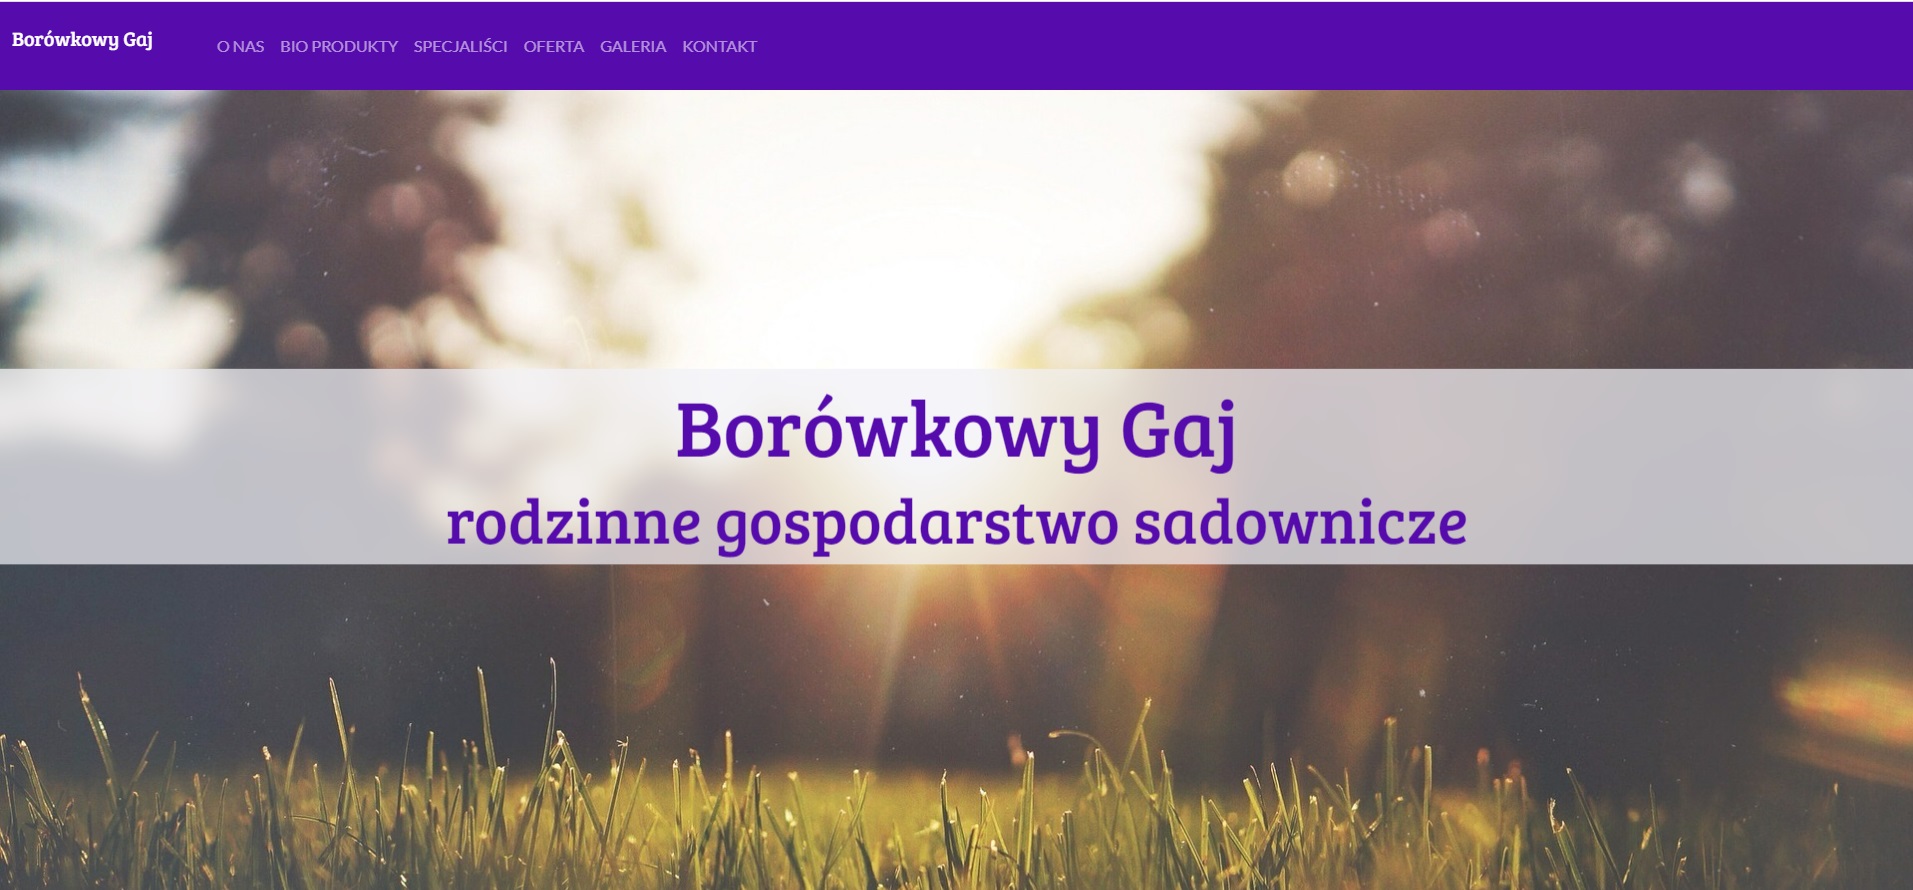 Borówkowy Gaj
O NAS BIO PRODUKTY SPECJALIŚCI OFERTA GALERIA KONTAKT
Borówkowy Gaj
rodzinne gospodarstwo sadownicze